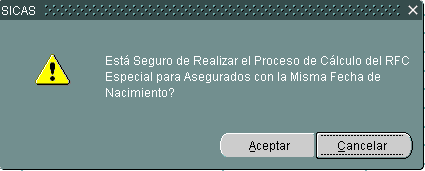 SICAS
Está Seguro de Realizar el Proceso de Cálculo del RFC
Especial para Asegurados con la Misma Fecha de
Nacimiento?
Aceptar
Cancelar